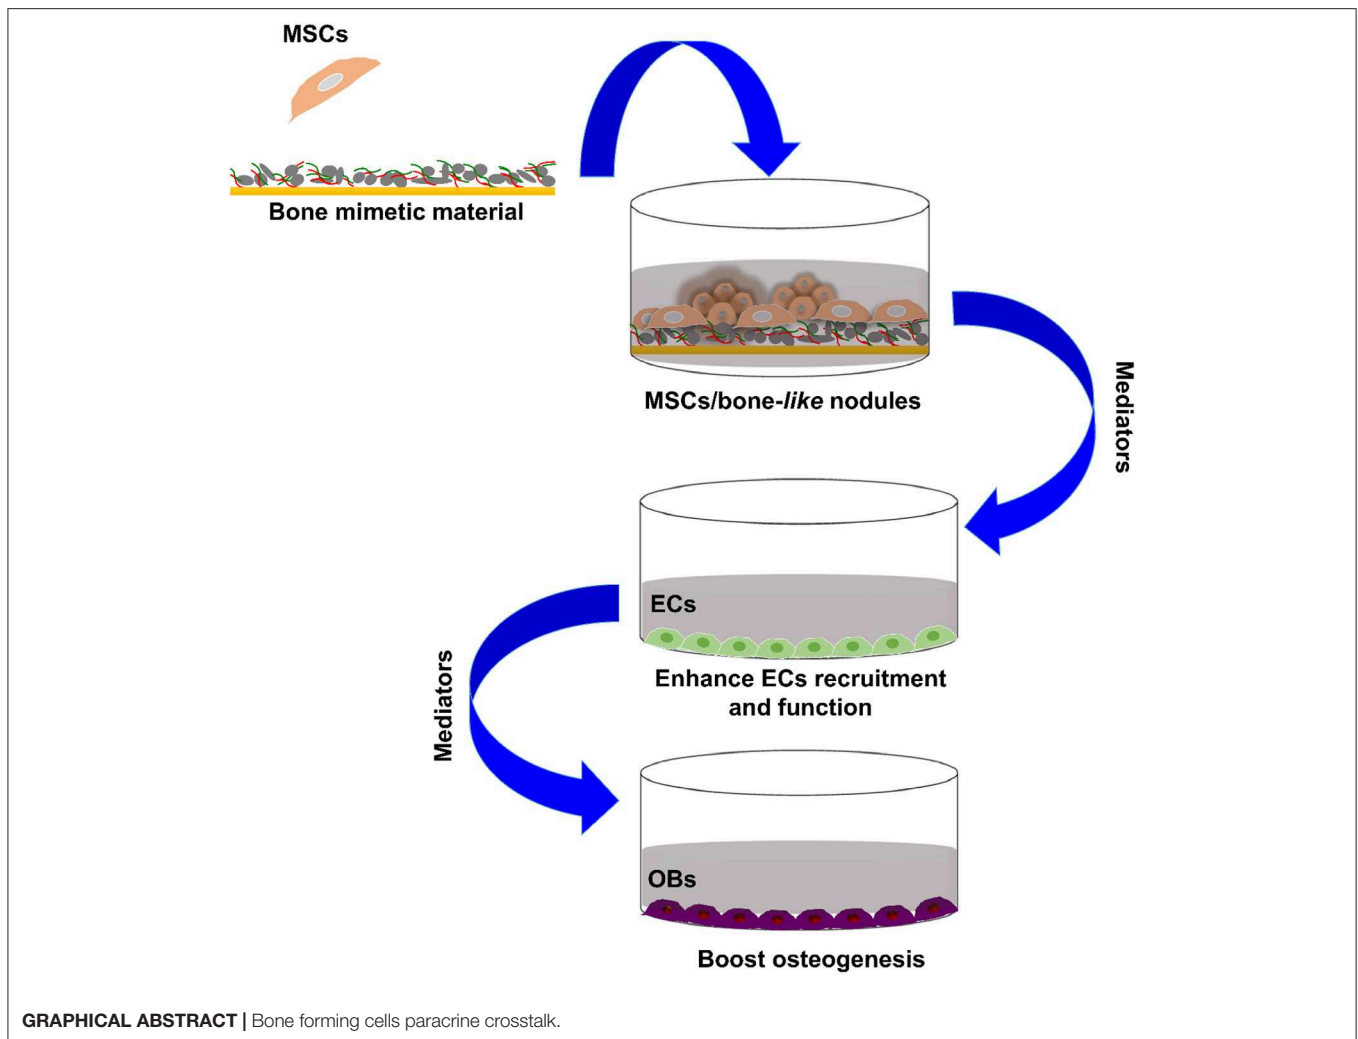 MSCs
Bone mimetic material
MSCs/bone-like nodules
Mediators
ECs
Enhance ECs recruitment
and function
Mediators
OBs
Boost osteogenesis
GRAPHICAL ABSTRACT | Bone forming cells paracrine crosstalk.